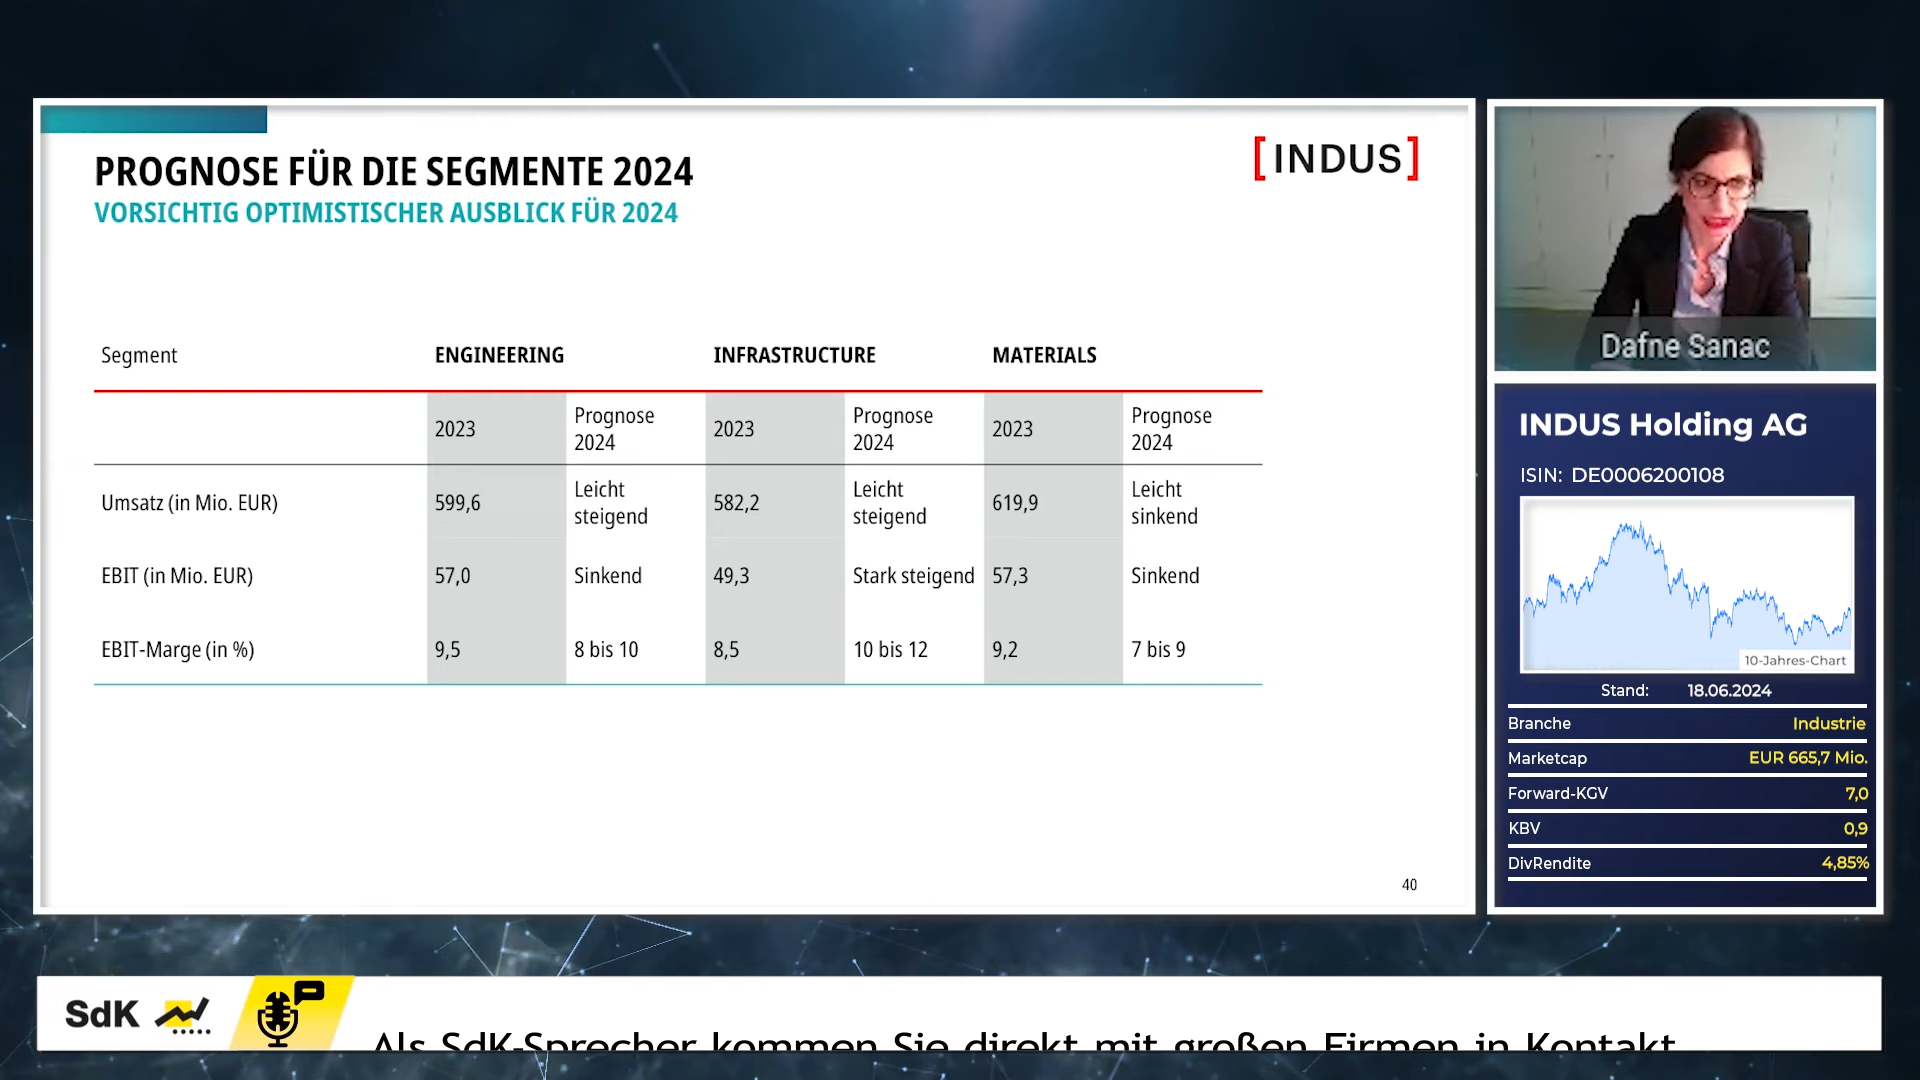 PROGNOSE FÜR DIE SEGMENTE 2024
VORSICHTIG OPTIMISTISCHER AUSBLICK FÜR 2024
[INDUS]
Segment ENGINEERING INFRASTRUCTURE MATERIALS
2023 Prognose 2024 2023 Prognose 2024 2023 Prognose 2024
Umsatz (in Mio. EUR) 599,6 Leicht steigend 582,2 Leicht steigend 619,9 Leicht sinkend
EBIT (in Mio. EUR) 57,0 Sinkend 49,3 Stark steigend 57,3 Sinkend
EBIT-Marge (in %) 9,5 8 bis 10 8,5 10 bis 12 9,2 7 bis 9
40
Dafne Sanac
INDUS Holding AG
ISIN: DE0006200108
10-Jahres-Chart
Stand: 18.06.2024
Branche Industrie
Marketcap EUR 665,7 Mio.
Forward-KGV 7,0
KBV 0,9
DivRendite 4,85%
SdK
Als SdK-Sprecher kommen Sie direkt mit großen Firmen in Kontakt